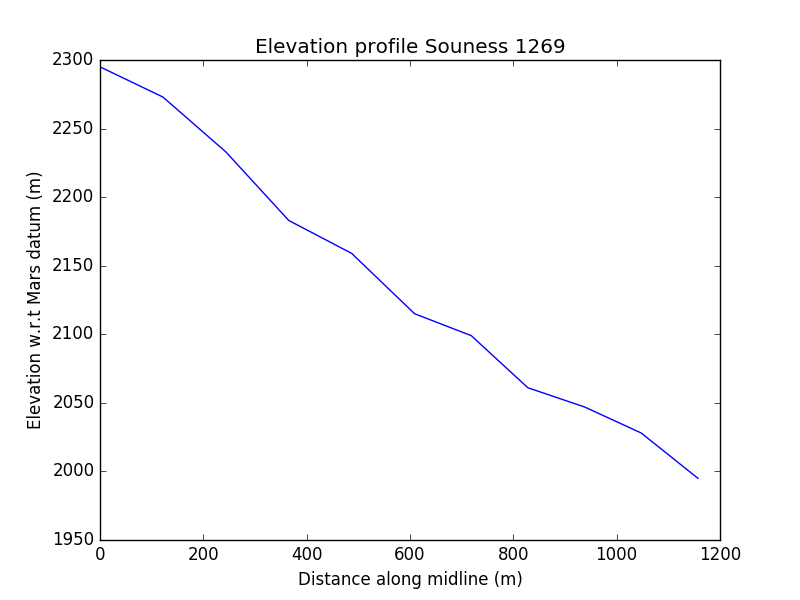 Elevation profile Souness 1269
2300
2250
2200
2150
2100
2050
2000
1950
Elevation w.r.t Mars datum (m)
0 200 400 600 800 1000 1200
Distance along midline (m)